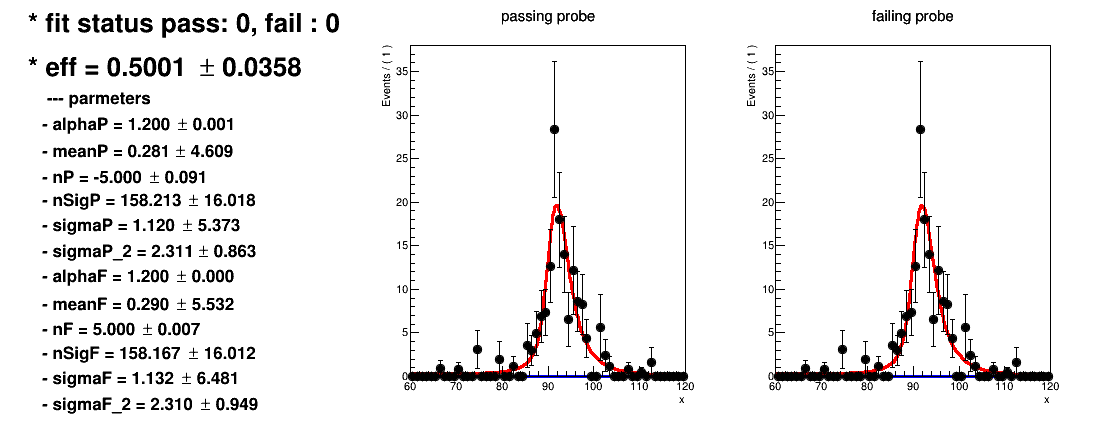 * fit status pass: 0, fail : 0
* eff = 0.5001 ± 0.0358
--- parmeters
- alphaP = 1.200 ± 0.001
- meanP = 0.281 ± 4.609
- nP = -5.000 ± 0.091
- nSigP = 158.213 ± 16.018
- sigmaP = 1.120 ± 5.373
- sigmaP_2 = 2.311 ± 0.863
- alphaF = 1.200 ± 0.000
- meanF = 0.290 ± 5.532
- nF = 5.000 ± 0.007
- nSigF = 158.167 ± 16.012
- sigmaF = 1.132 ± 6.481
- sigmaF_2 = 2.310 ± 0.949
passing probe
Events / ( 1 )
35
30
25
20
15
10
5
0
60 70 80 90 100 110 120
x
failing probe
Events / ( 1 )
35
30
25
20
15
10
5
0
60 70 80 90 100 110 120
x